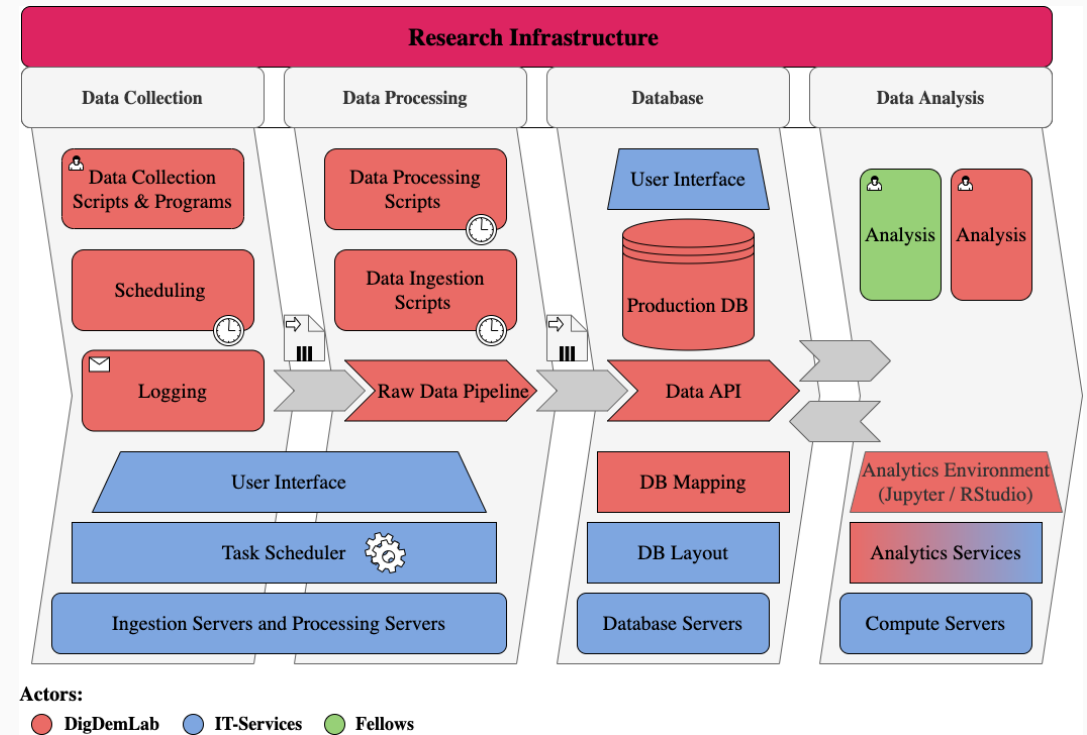 Research Infrastructure
Data Collection
Data Processing
Database
Data Analysis
Data Collection
Scripts & Programs
Scheduling
Logging
Data Processing
Scripts
Data Ingestion
Scripts
Raw Data Pipeline
User Interface
Task Scheduler
Ingestion Servers and Processing Servers
User Interface
Production DB
Data API
DB Mapping
DB Layout
Database Servers
Analysis
Analysis
Analytics Environment
(Jupyter / RStudio)
Analytics Services
Compute Servers
Actors:
DigDemLab
IT-Services
Fellows